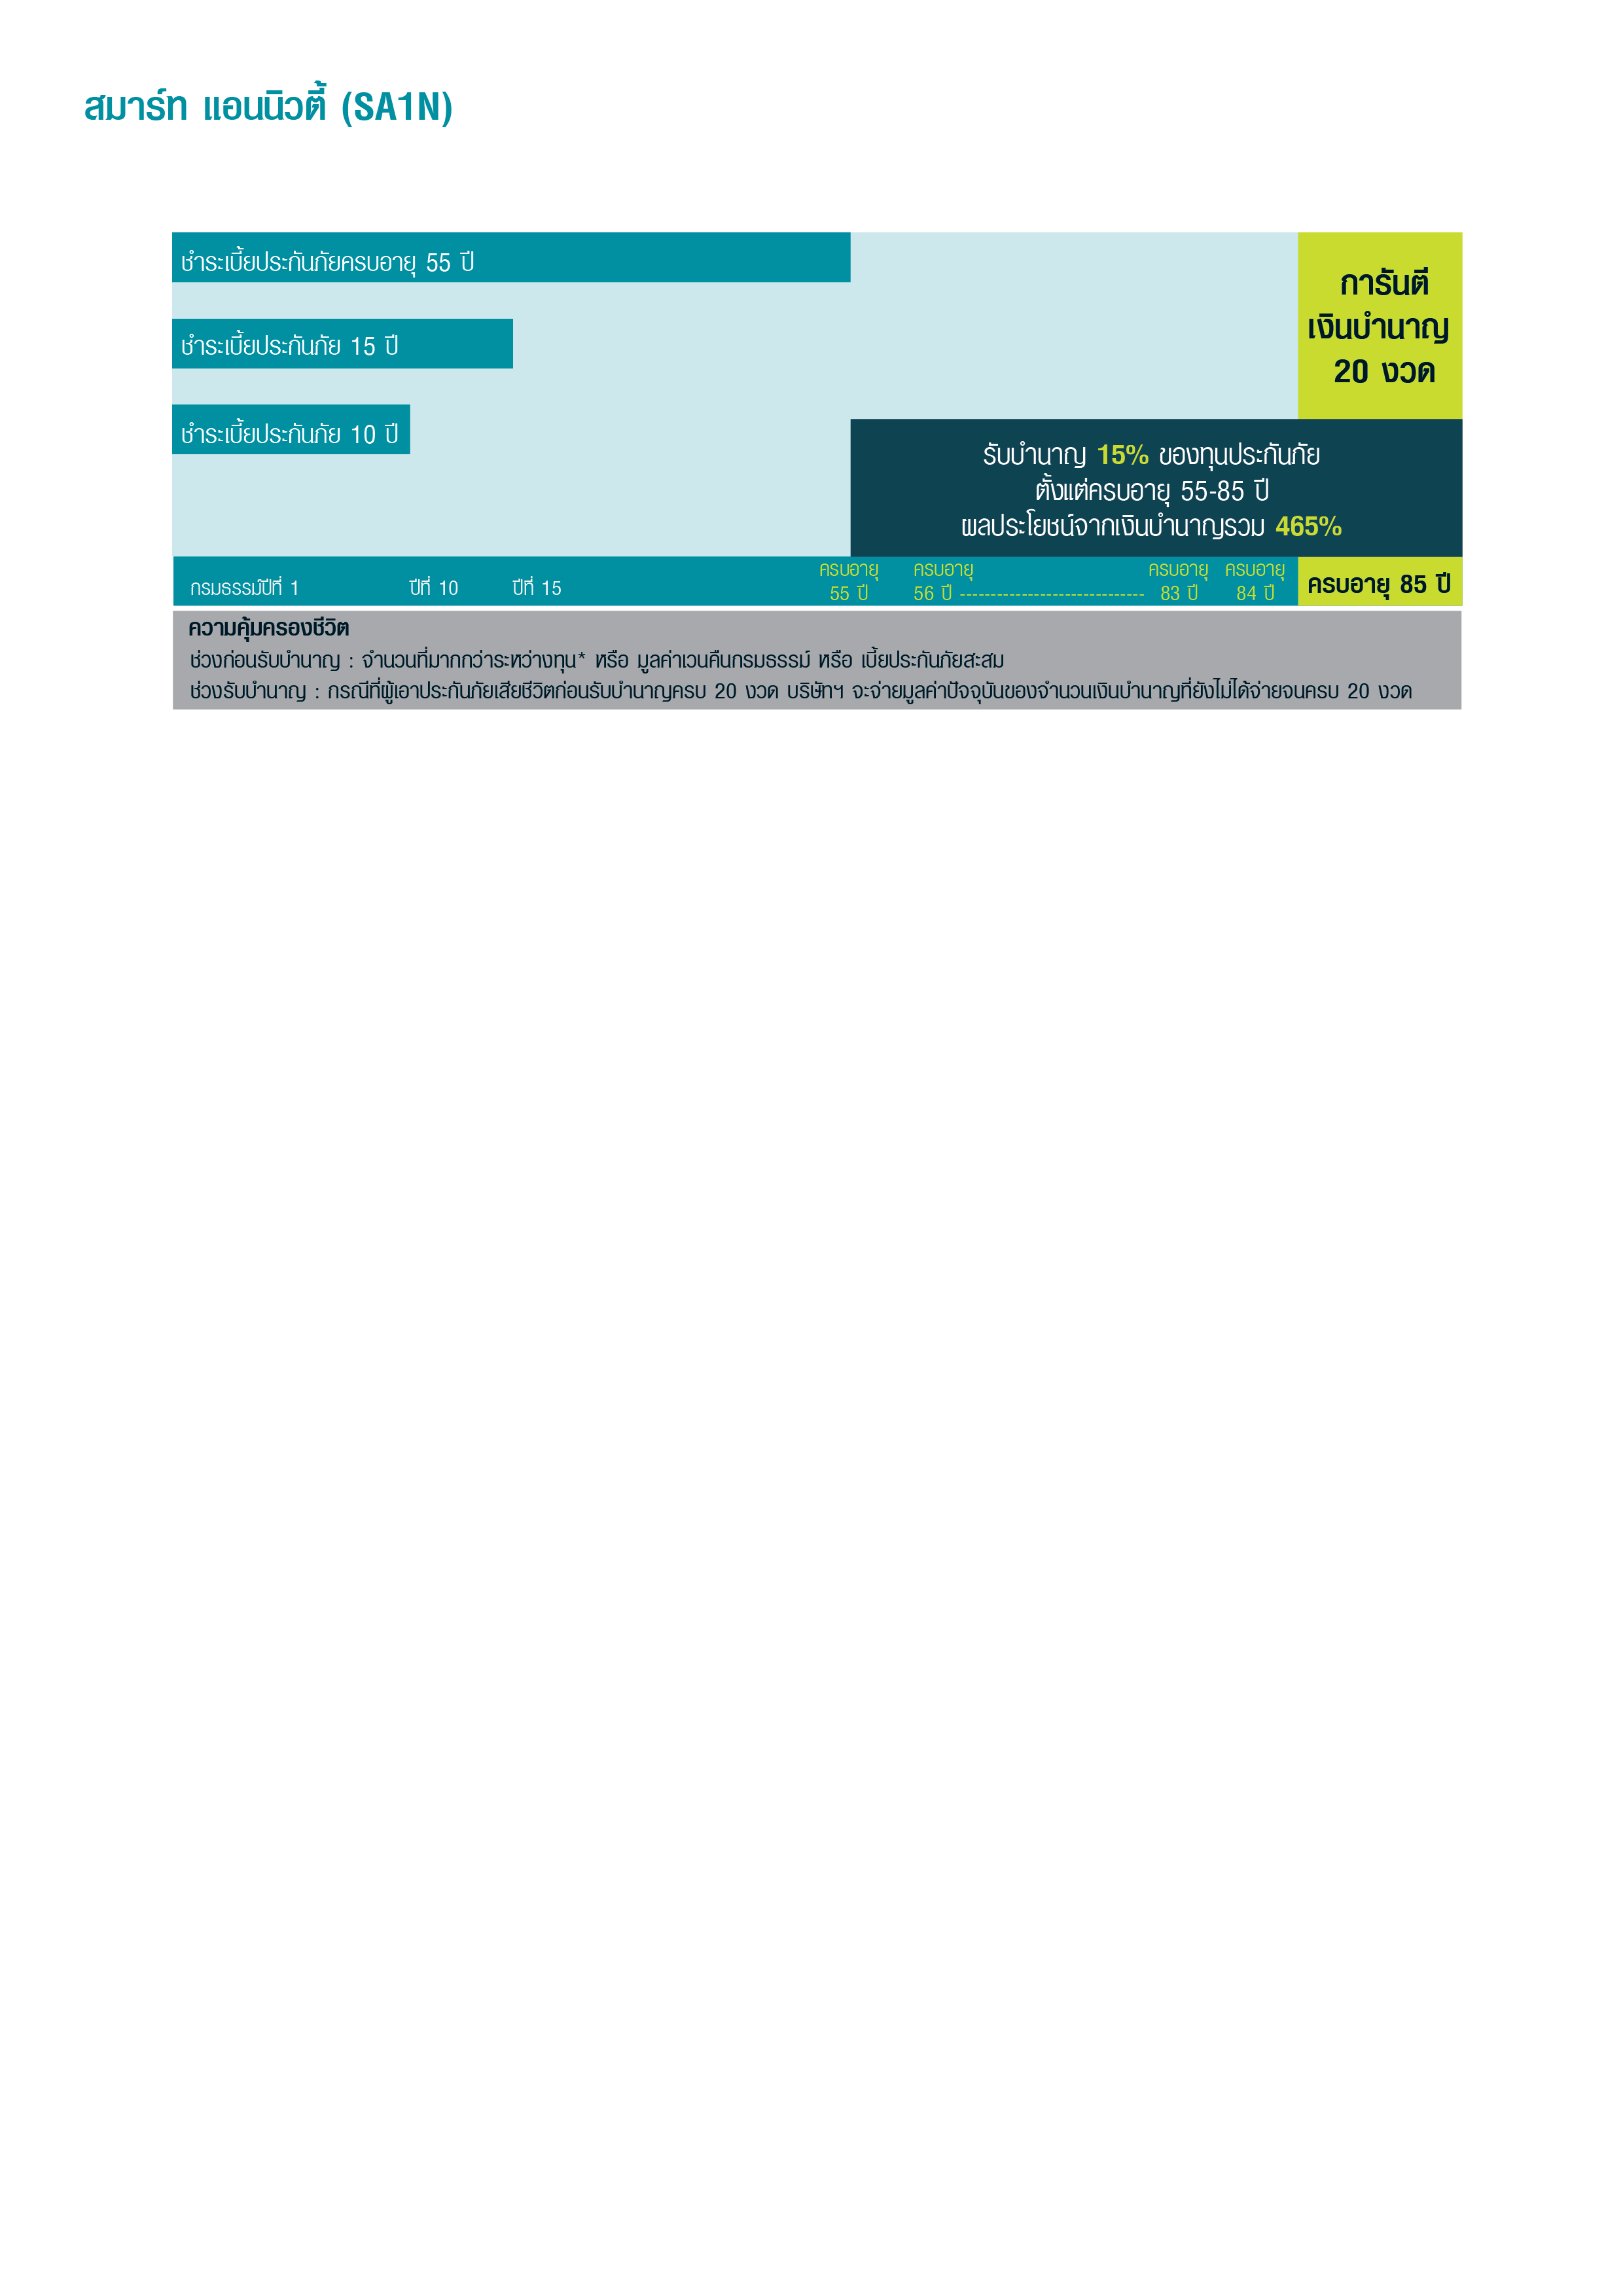 สมาร์ท แอนนิวตี้ (SA1N)
ชำระเบี้ยประกันภัยครบอายุ 55 ปี
ชำระเบี้ยประกันภัย 15 ปี
ชำระเบี้ยประกันภัย 10 ปี
การันตี
เงินบำนาญ
20 งวด
รับบำนาญ 15% ของทุนประกันภัย
ตั้งแต่ครบอายุ 55-85 ปี
ผลประโยชน์จากเงินบำนาญรวม 465%
กรมธรรม์ปีที่ 1 ปีที่ 10 ปีที่ 15
ครบอายุ 55 ปี
ครบอายุ 56 ปี ------------------------------
ครบอายุ 83 ปี
ครบอายุ 84 ปี
ครบอายุ 85 ปี
ความคุ้มครองชีวิต
ช่วงก่อนรับบำนาญ : จำนวนที่มากกว่าระหว่างทุน* หรือ มูลค่าเวนคืนกรมธรรม์ หรือ เบี้ยประกันภัยสะสม
ช่วงรับบำนาญ : กรณีที่ผู้เอาประกันภัยเสียชีวิตก่อนรับบำนาญครบ 20 งวด บริษัทฯ จะจ่ายมูลค่าปัจจุบันของจำนวนเงินบำนาญที่ยังไม่ได้จ่ายจนครบ 20 งวด